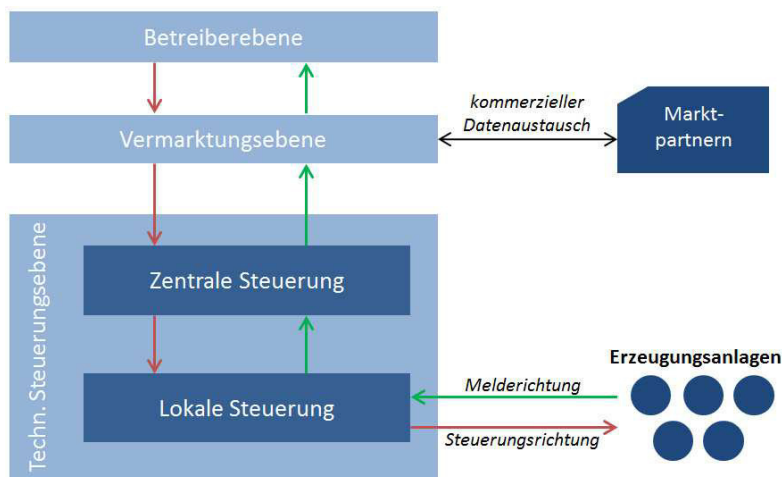 Betreiberebene
kommerzieller
Datenaustausch
Markt-
partnern
Vermarktungsebene
Techn. Steuerungsebene
Zentrale Steuerung
Erzeugungsanlagen
Melderichtung
Lokale Steuerung
Steuerungsrichtung